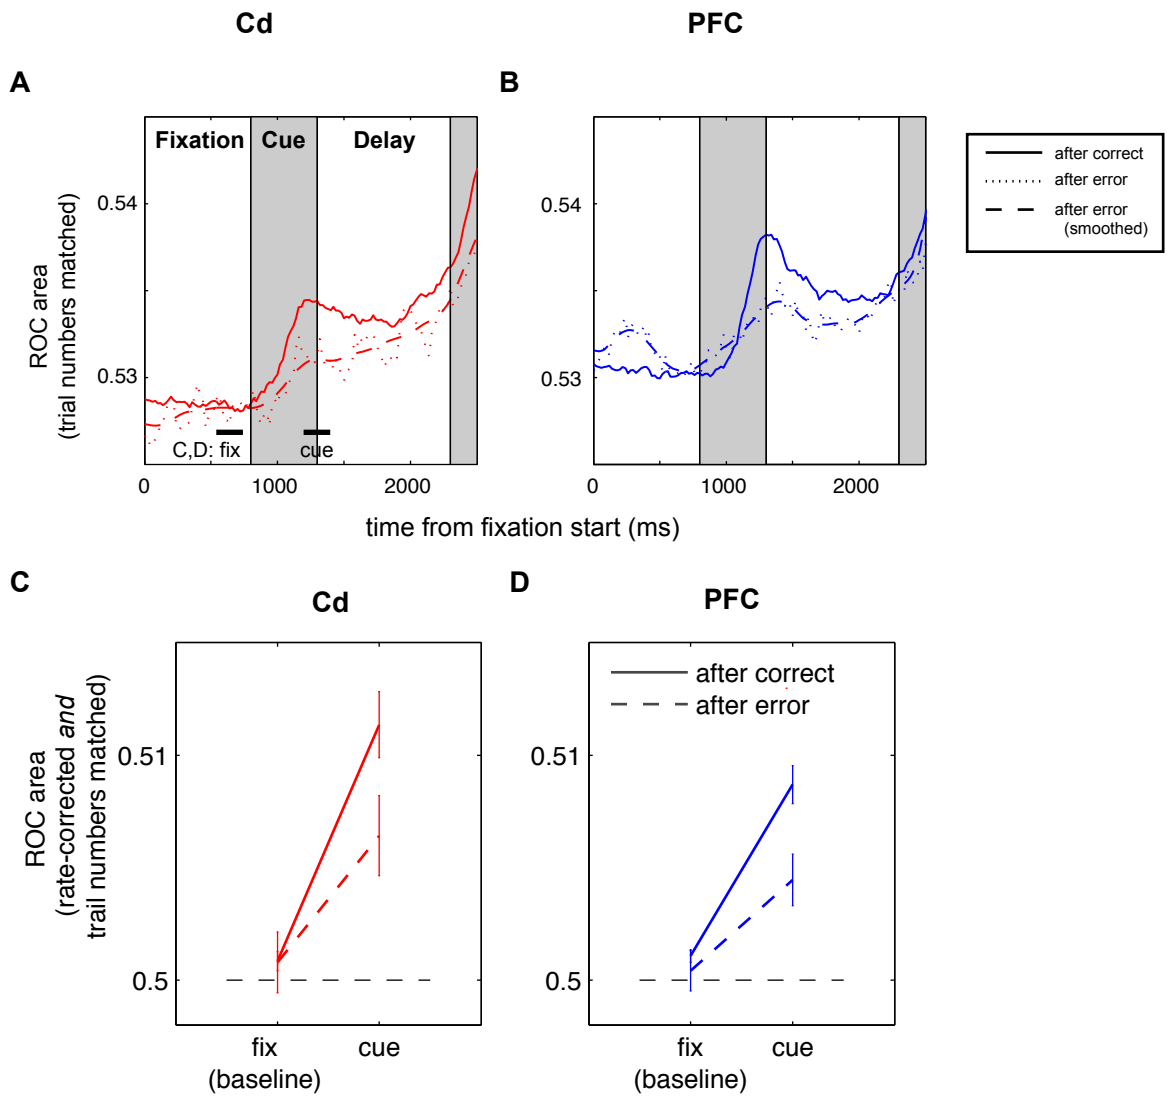 Cd
PFC
A
B
Fixation
Cue
Delay
0.54
0.53
ROC area
(trial numbers matched)
C,D: fix
cue
0
1000
2000
0.54
0.53
0
1000
2000
after correct
after error
after error
(smoothed)
time from fixation start (ms)
C
D
Cd
PFC
ROC area
(rate-corrected and
trail numbers matched)
0.51
0.5
fix
(baseline)
cue
after correct
after error
0.51
0.5
fix
(baseline)
cue